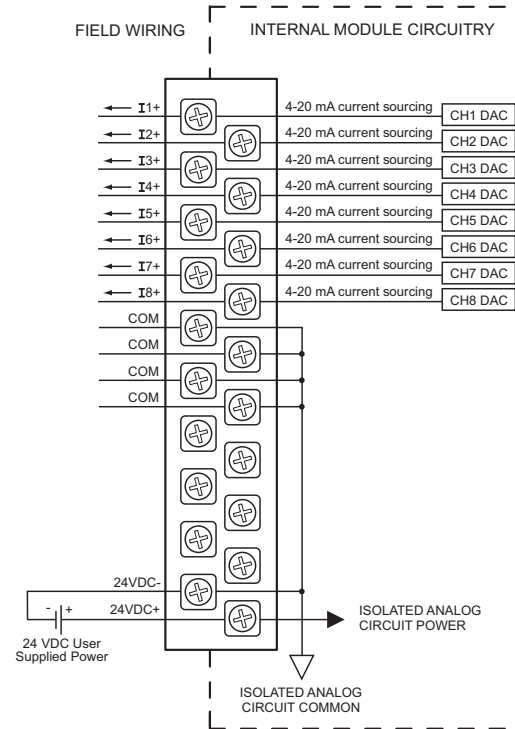 FIELD WIRING
INTERNAL MODULE CIRCUITRY
I1+
4-20 mA current sourcing
CH1 DAC
I2+
4-20 mA current sourcing
CH2 DAC
I3+
4-20 mA current sourcing
CH3 DAC
I4+
4-20 mA current sourcing
CH4 DAC
I5+
4-20 mA current sourcing
CH5 DAC
I6+
4-20 mA current sourcing
CH6 DAC
I7+
4-20 mA current sourcing
CH7 DAC
I8+
4-20 mA current sourcing
CH8 DAC
COM
COM
COM
COM
24VDC-
- +
24VDC+
24 VDC User
Supplied Power
ISOLATED ANALOG
CIRCUIT POWER
ISOLATED ANALOG
CIRCUIT COMMON